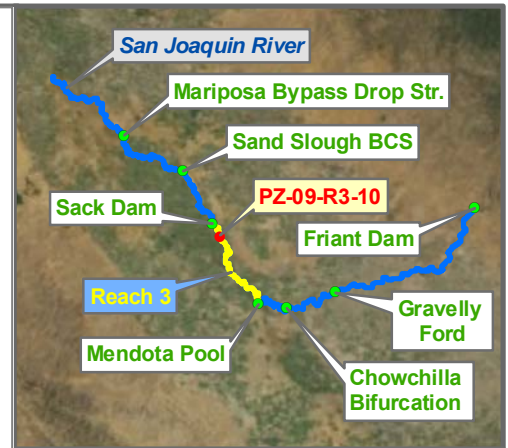 San Joaquin River
Mariposa Bypass Drop Str.
Sand Slough BCS
PZ-09-R3-10
Sack Dam
Friant Dam
Reach 3
Gravelly
Ford
Mendota Pool
Chowchilla
Bifurcation